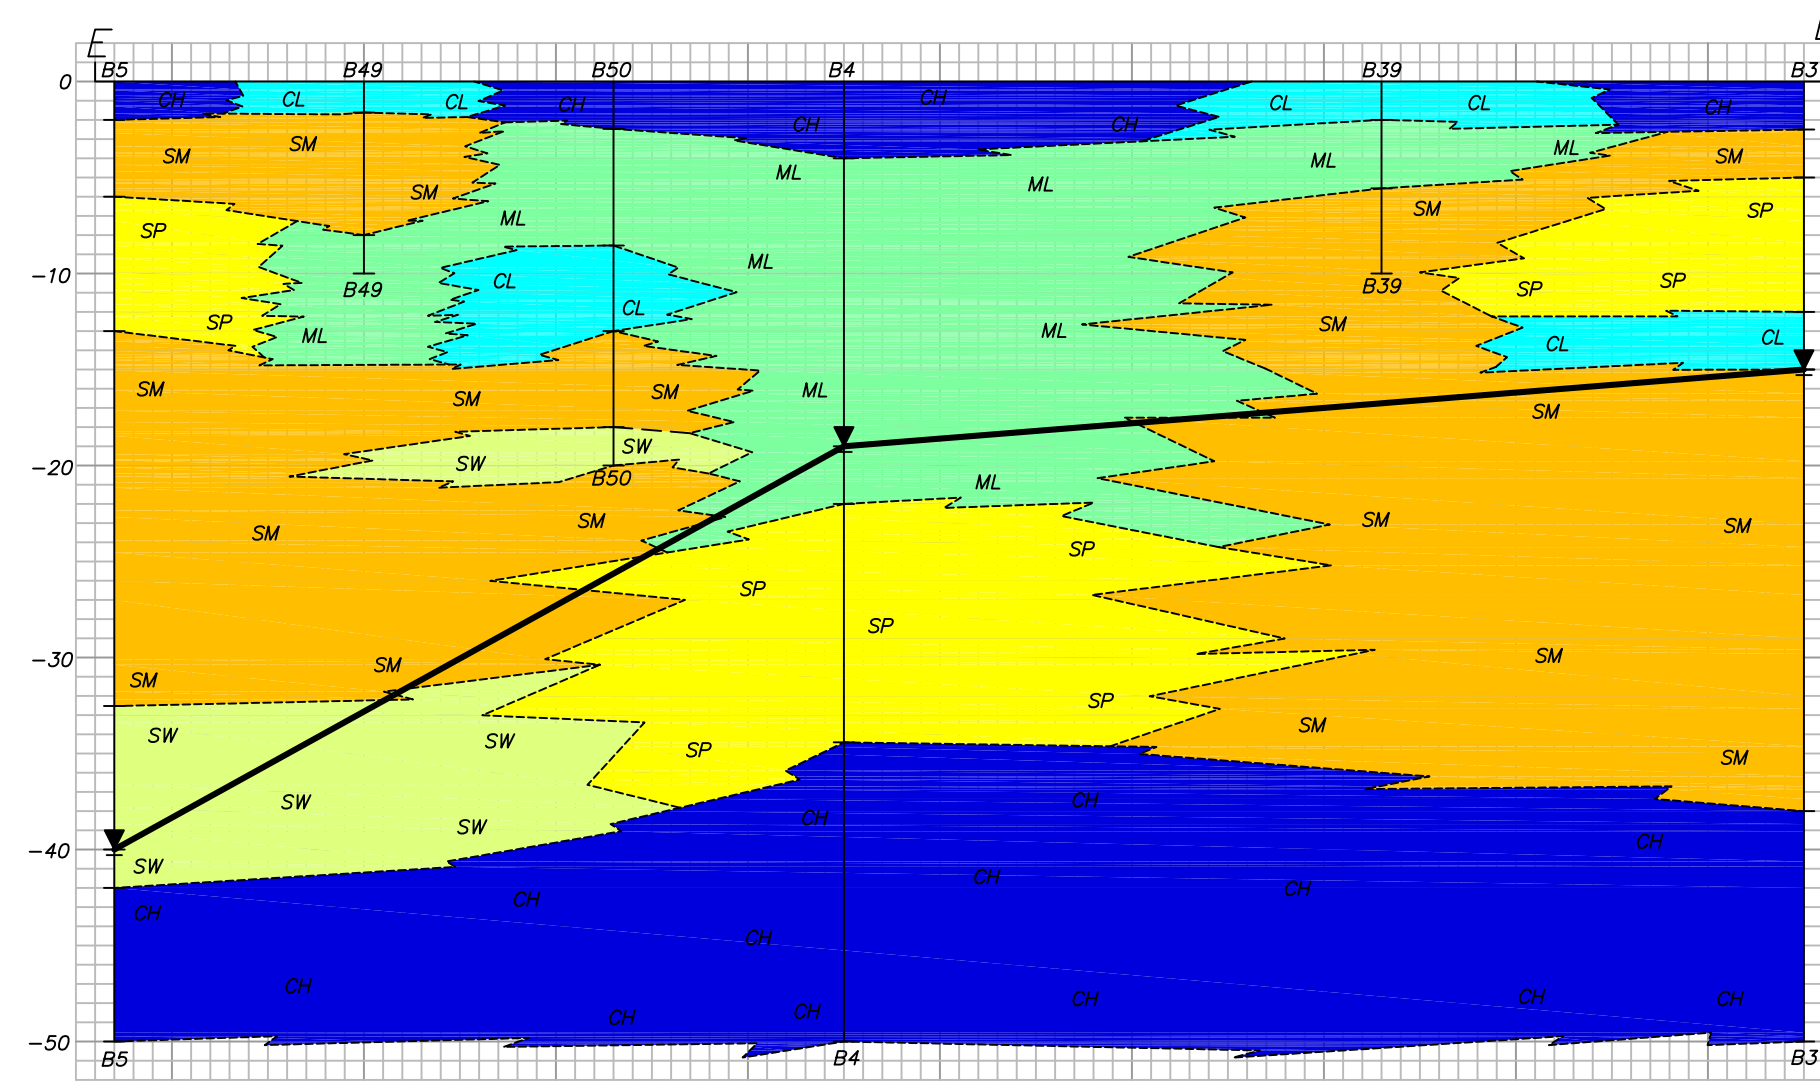 E
B5 B49 B50 B4 B39 B3
0
CH CL CL CH CH CH CH CL CL CH
SM SM SM ML ML ML ML SM
SP ML SM SP
-10
B49 CL CL ML B39 SP SP
SP ML ML SM CL CL
SM SM SM ML SM
-20
SW SW B50 ML
SM SM SP SM SM
SP SP
-30
SM SM SM
SW SW SP SP SM SM
SW SW CH CH CH
-40
SW
CH CH CH CH
CH
CH CH CH CH CH CH
-50
B5 B4 B3